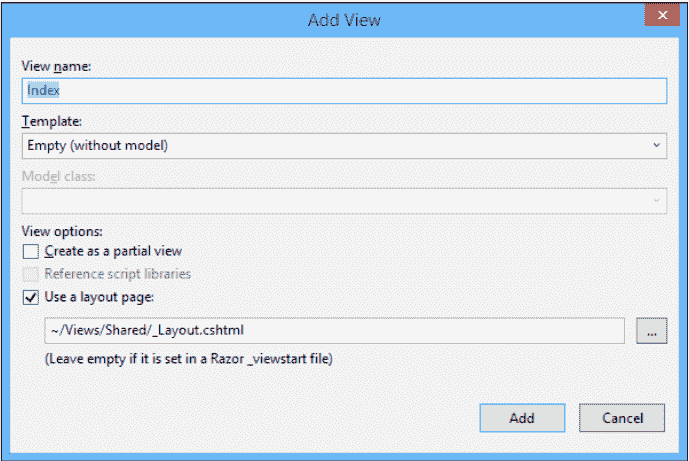 Add View
x
View name:
Index
Template:
Empty (without model)
Model class:
View options:
Create as a partial view
Reference script libraries
Use a layout page:
~/Views/Shared/_Layout.cshtml
...
(Leave empty if it is set in a Razor _viewstart file)
Add Cancel